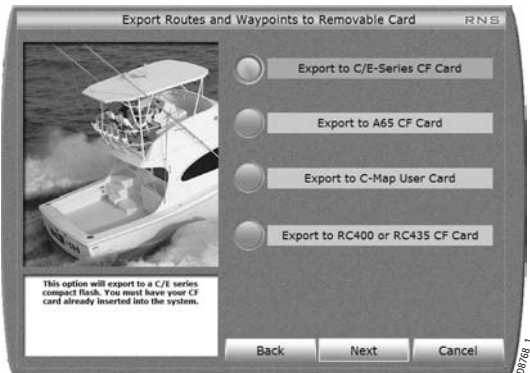 Export Routes and Waypoints to Removable Card RNS
Export to C/E-Series CF Card
Export to A65 CF Card
Export to C-Map User Card
Export to RC400 or RC435 CF Card
This option will export to a C/E series
compact flash. You must have your CF
card already inserted into the system.
Back Next Cancel
D8768_1